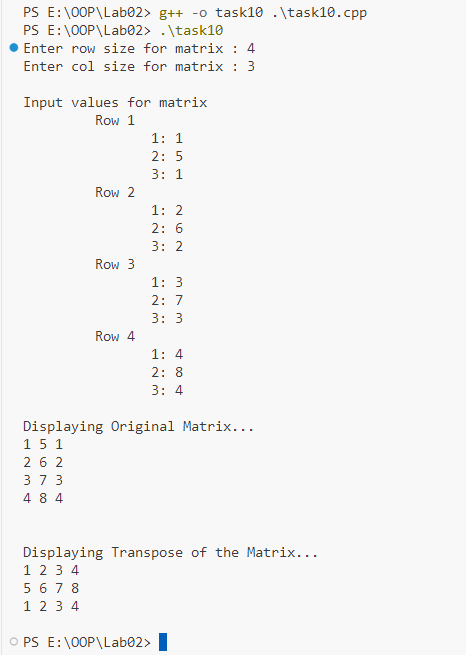 PS E:\OOP\Lab02> g++ -o task10 .\task10.cpp
PS E:\OOP\Lab02> .\task10
Enter row size for matrix : 4
Enter col size for matrix : 3
Input values for matrix
Row 1
1: 1
2: 5
3: 1
Row 2
1: 2
2: 6
3: 2
Row 3
1: 3
2: 7
3: 3
Row 4
1: 4
2: 8
3: 4
Displaying Original Matrix...
1 5 1
2 6 2
3 7 3
4 8 4
Displaying Transpose of the Matrix...
1 2 3 4
5 6 7 8
1 2 3 4
PS E:\OOP\Lab02>